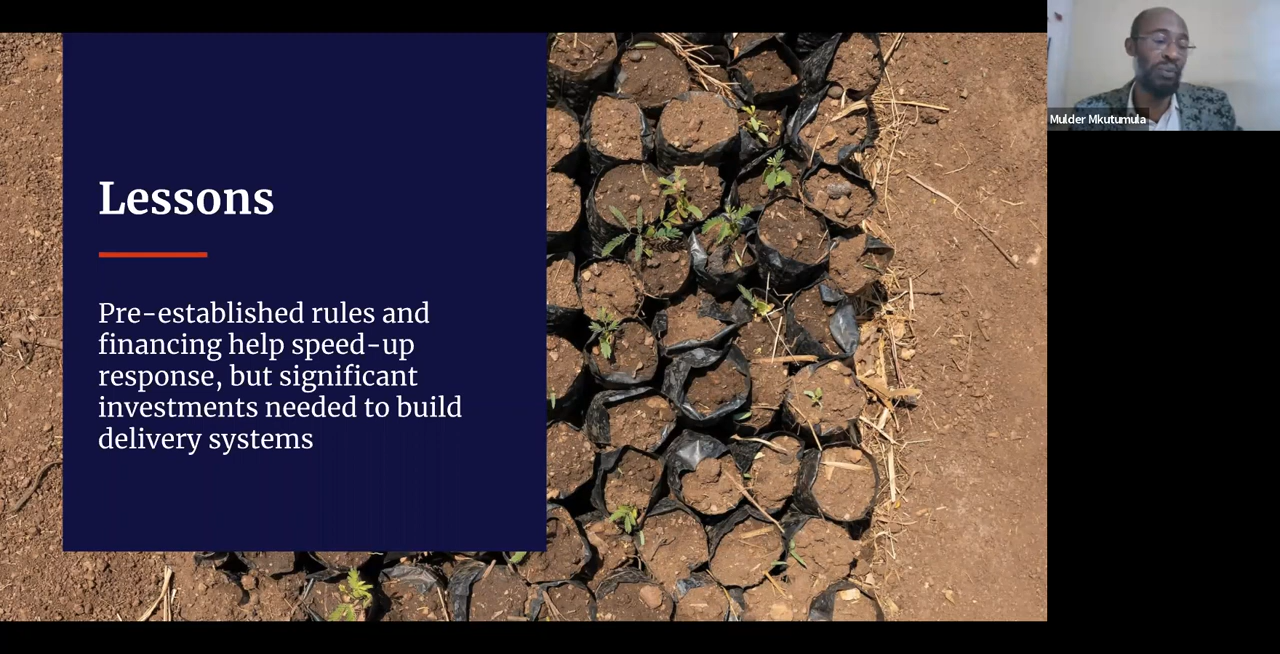 Lessons
Pre-established rules and
financing help speed-up
response, but significant
investments needed to build
delivery systems
Mulder Mkutumula